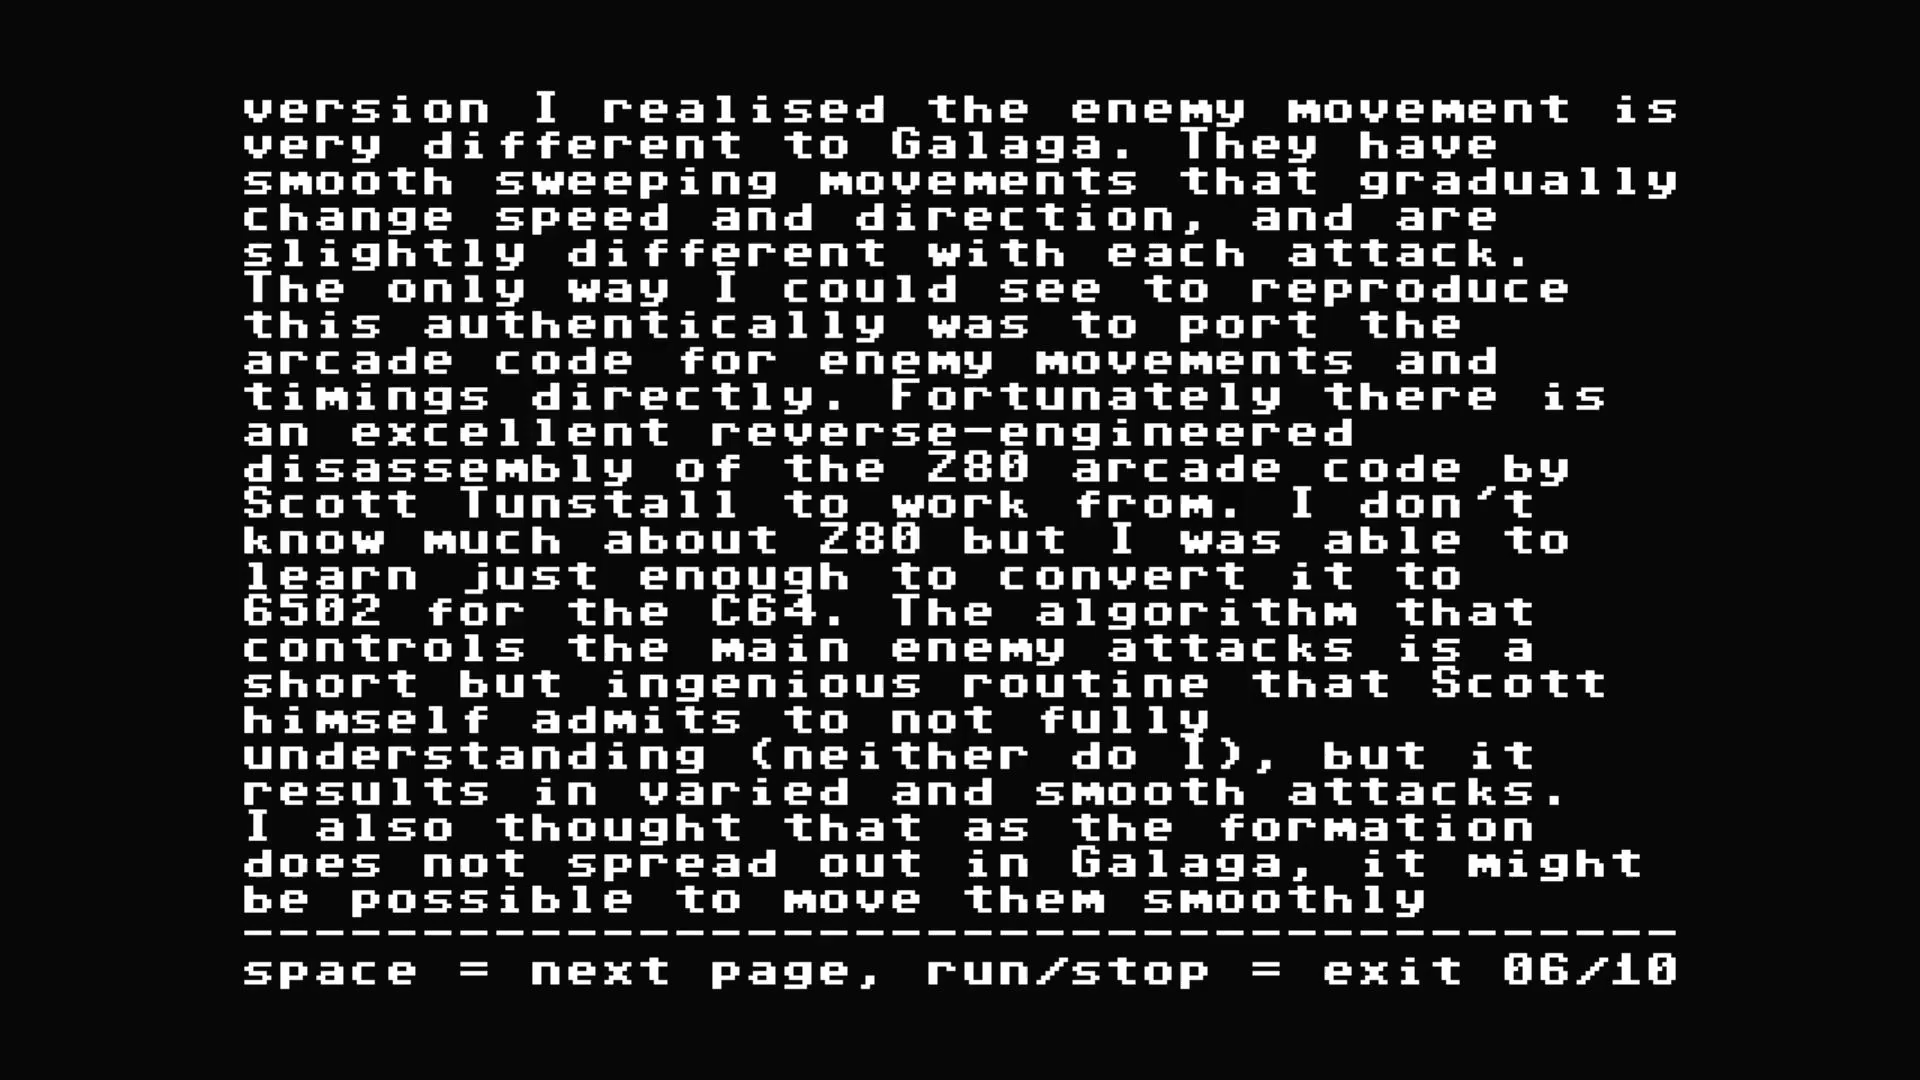 version I realised the enemy movement is
very different to Galaga. They have
smooth sweeping movements that gradually
change speed and direction, and are
slightly different with each attack.
The only way I could see to reproduce
this authentically was to port the
arcade code for enemy movements and
timings directly. Fortunately there is
an excellent reverse-engineered
disassembly of the Z80 arcade code by
Scott Tunstall to work from. I don´t
know much about Z80 but I was able to
learn just enough to convert it to
6502 for the C64. The algorithm that
controls the main enemy attacks is a
short but ingenious routine that Scott
himself admits to not fully
understanding (neither do I), but it
results in varied and smooth attacks.
I also thought that as the formation
does not spread out in Galaga, it might
be possible to move them smoothly
----------------------------------------
space = next page, run/stop = exit 06/10